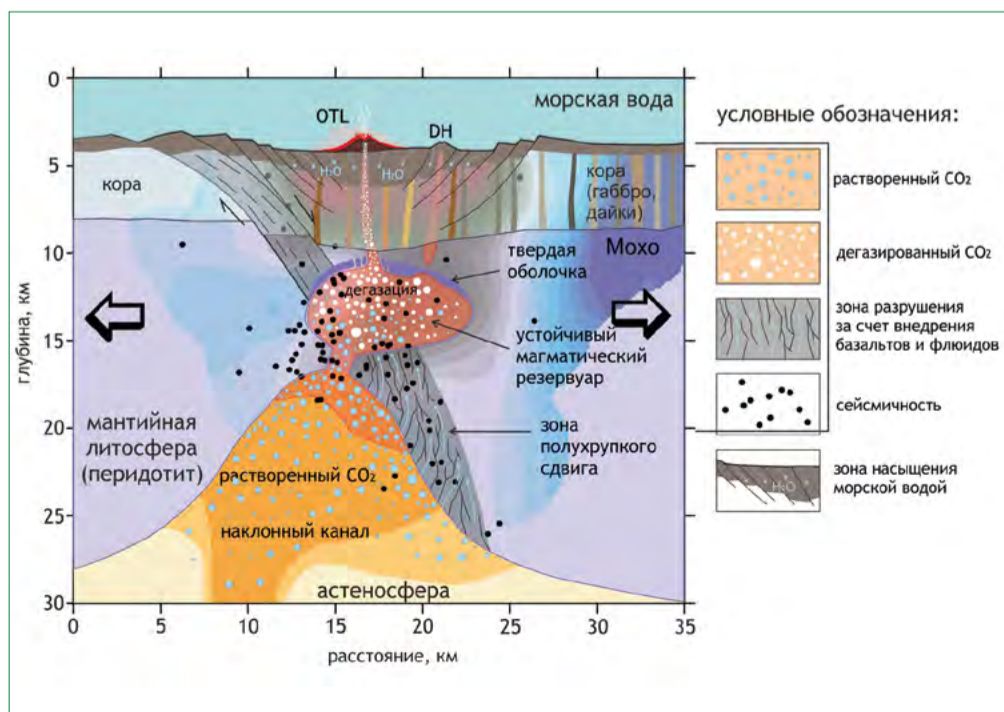 0
5
10
15
20
25
30
глубина, км
0
5
10
15
20
25
30
35
расстояние, км
морская вода
OTL
DH
H₂O
H₂O
кора
кора
(габбро,
дайки)
Мохо
твердая
оболочка
дегазация
устойчивый
магматический
резервуар
мантийная
литосфера
(перидотит)
зона
полухрупкого
сдвига
растворенный CO₂
наклонный канал
астеносфера
условные обозначения:
растворенный CO₂
дегазированный CO₂
зона разрушения
за счет внедрения
базальтов и флюидов
сейсмичность
H₂O
зона насыщения
морской водой